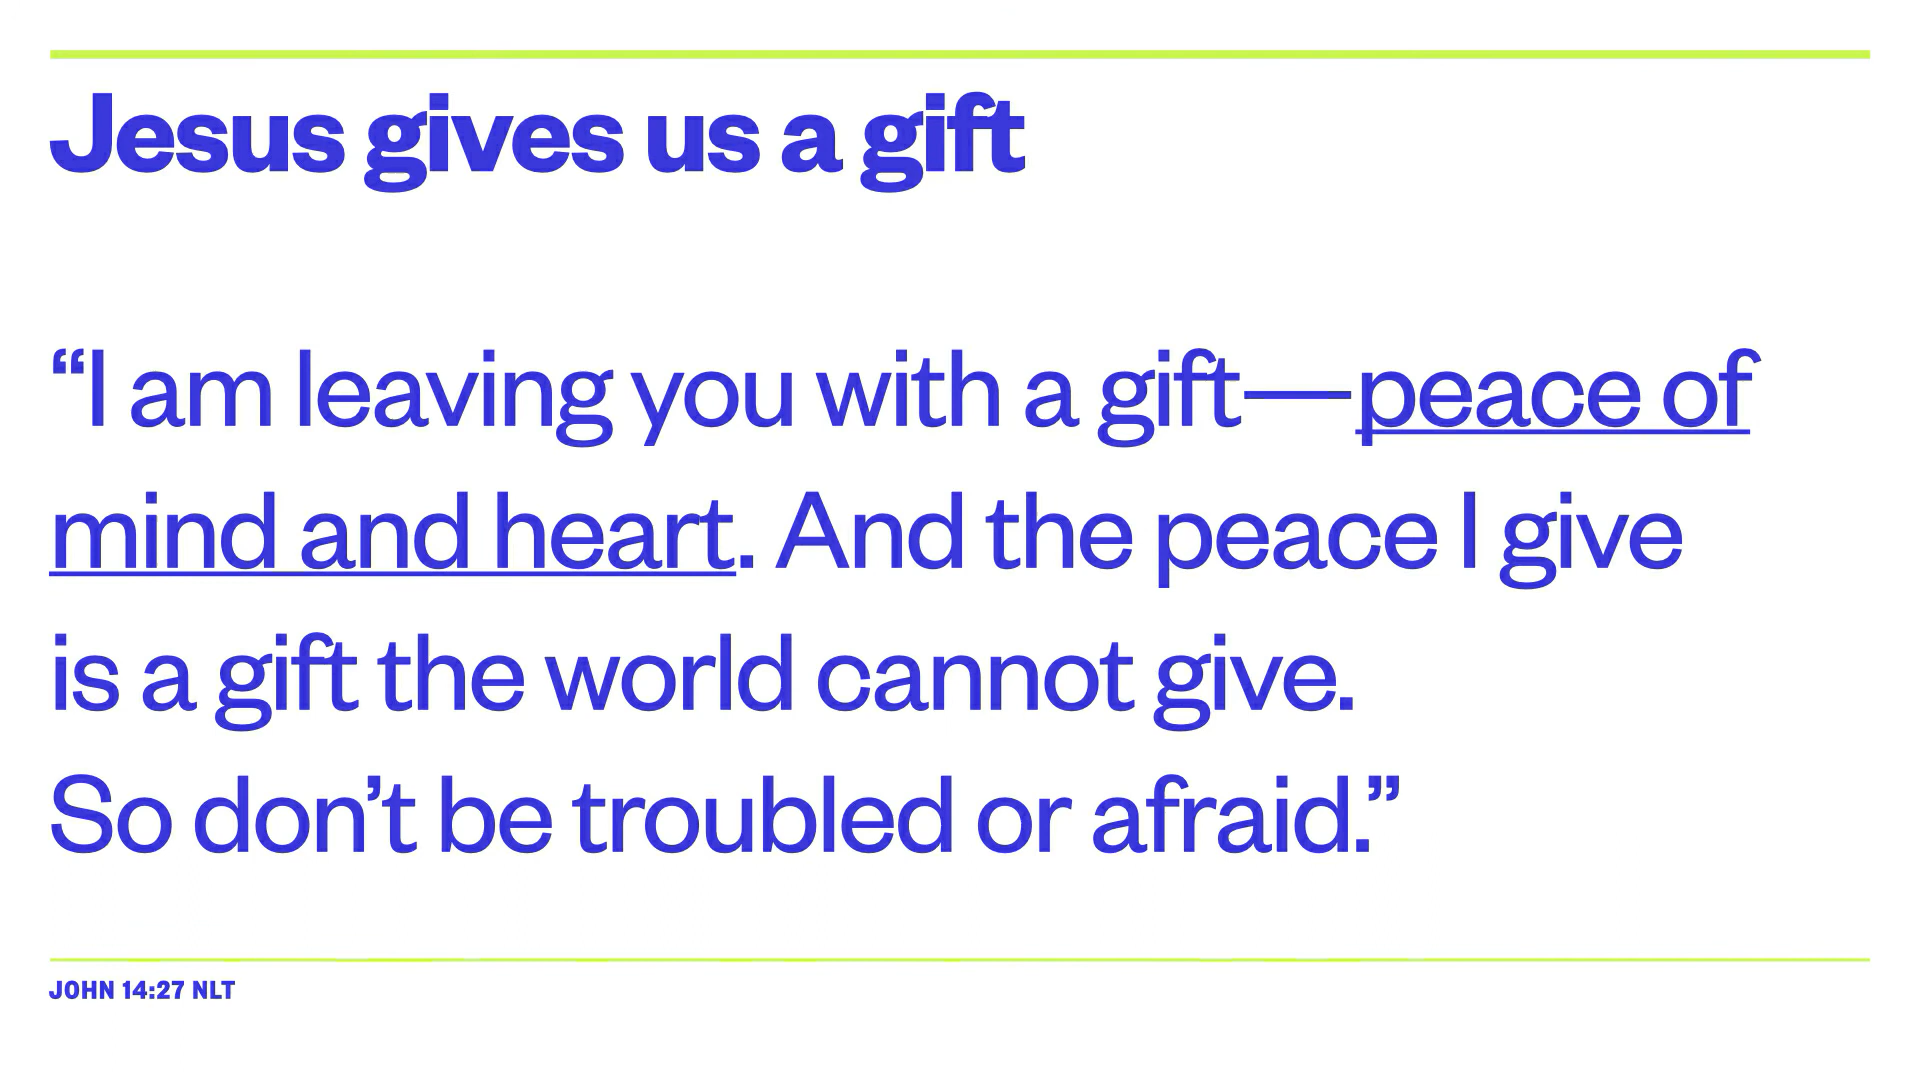 Jesus gives us a gift
“I am leaving you with a gift—peace of
mind and heart. And the peace I give
is a gift the world cannot give.
So don’t be troubled or afraid.”
JOHN 14:27 NLT